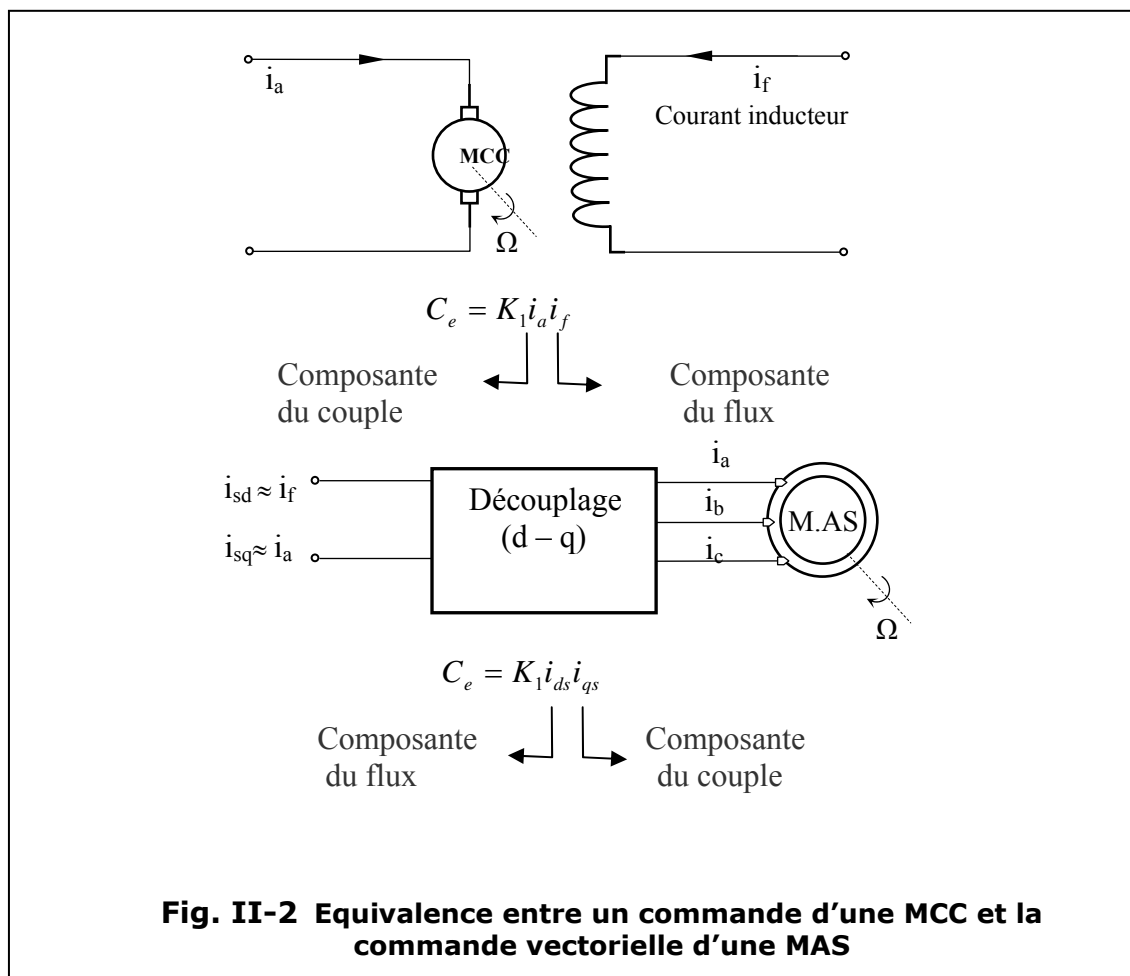 i_a
i_f
Courant inducteur
MCC
Ω
C_e = K_1 i_a i_f
Composante
du couple
Composante
du flux
i_sd ≈ i_f
i_sq ≈ i_a
Découplage
(d – q)
i_a
i_b
i_c
M.AS
Ω
C_e = K_1 i_ds i_qs
Composante
du flux
Composante
du couple
Fig. II-2 Equivalence entre un commande d’une MCC et la
commande vectorielle d’une MAS